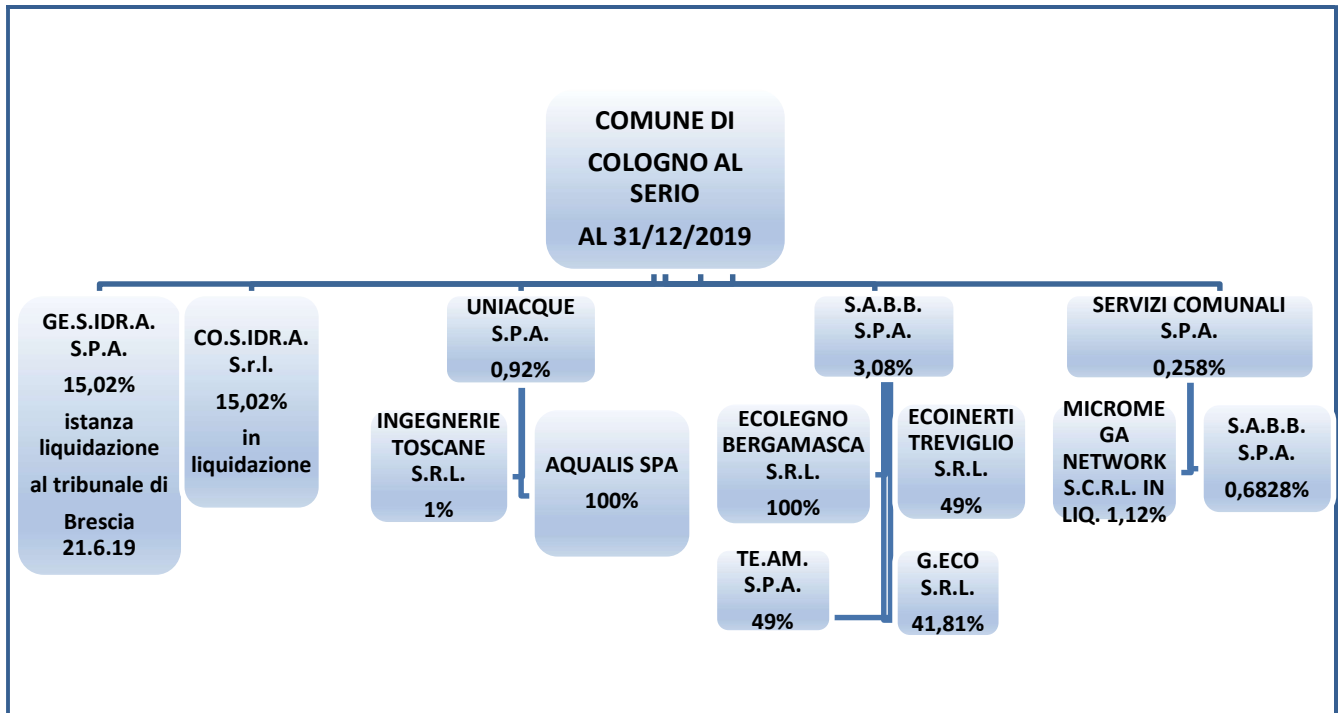 COMUNE DI
COLOGNO AL
SERIO
AL 31/12/2019
GE.S.IDR.A.
S.P.A.
15,02%
istanza
liquidazione
al tribunale di
Brescia
21.6.19
CO.S.IDR.A.
S.r.l.
15,02%
in
liquidazione
UNIACQUE
S.P.A.
0,92%
INGEGNERIE
TOSCANE
S.R.L.
1%
AQUALIS SPA
100%
S.A.B.B.
S.P.A.
3,08%
ECOLEGNO
BERGAMASCA
S.R.L.
100%
ECOINERTI
TREVIGLIO
S.R.L.
49%
TE.AM.
S.P.A.
49%
G.ECO
S.R.L.
41,81%
SERVIZI COMUNALI
S.P.A.
0,258%
MICROME
GA
NETWORK
S.C.R.L. IN
LIQ. 1,12%
S.A.B.B.
S.P.A.
0,6828%